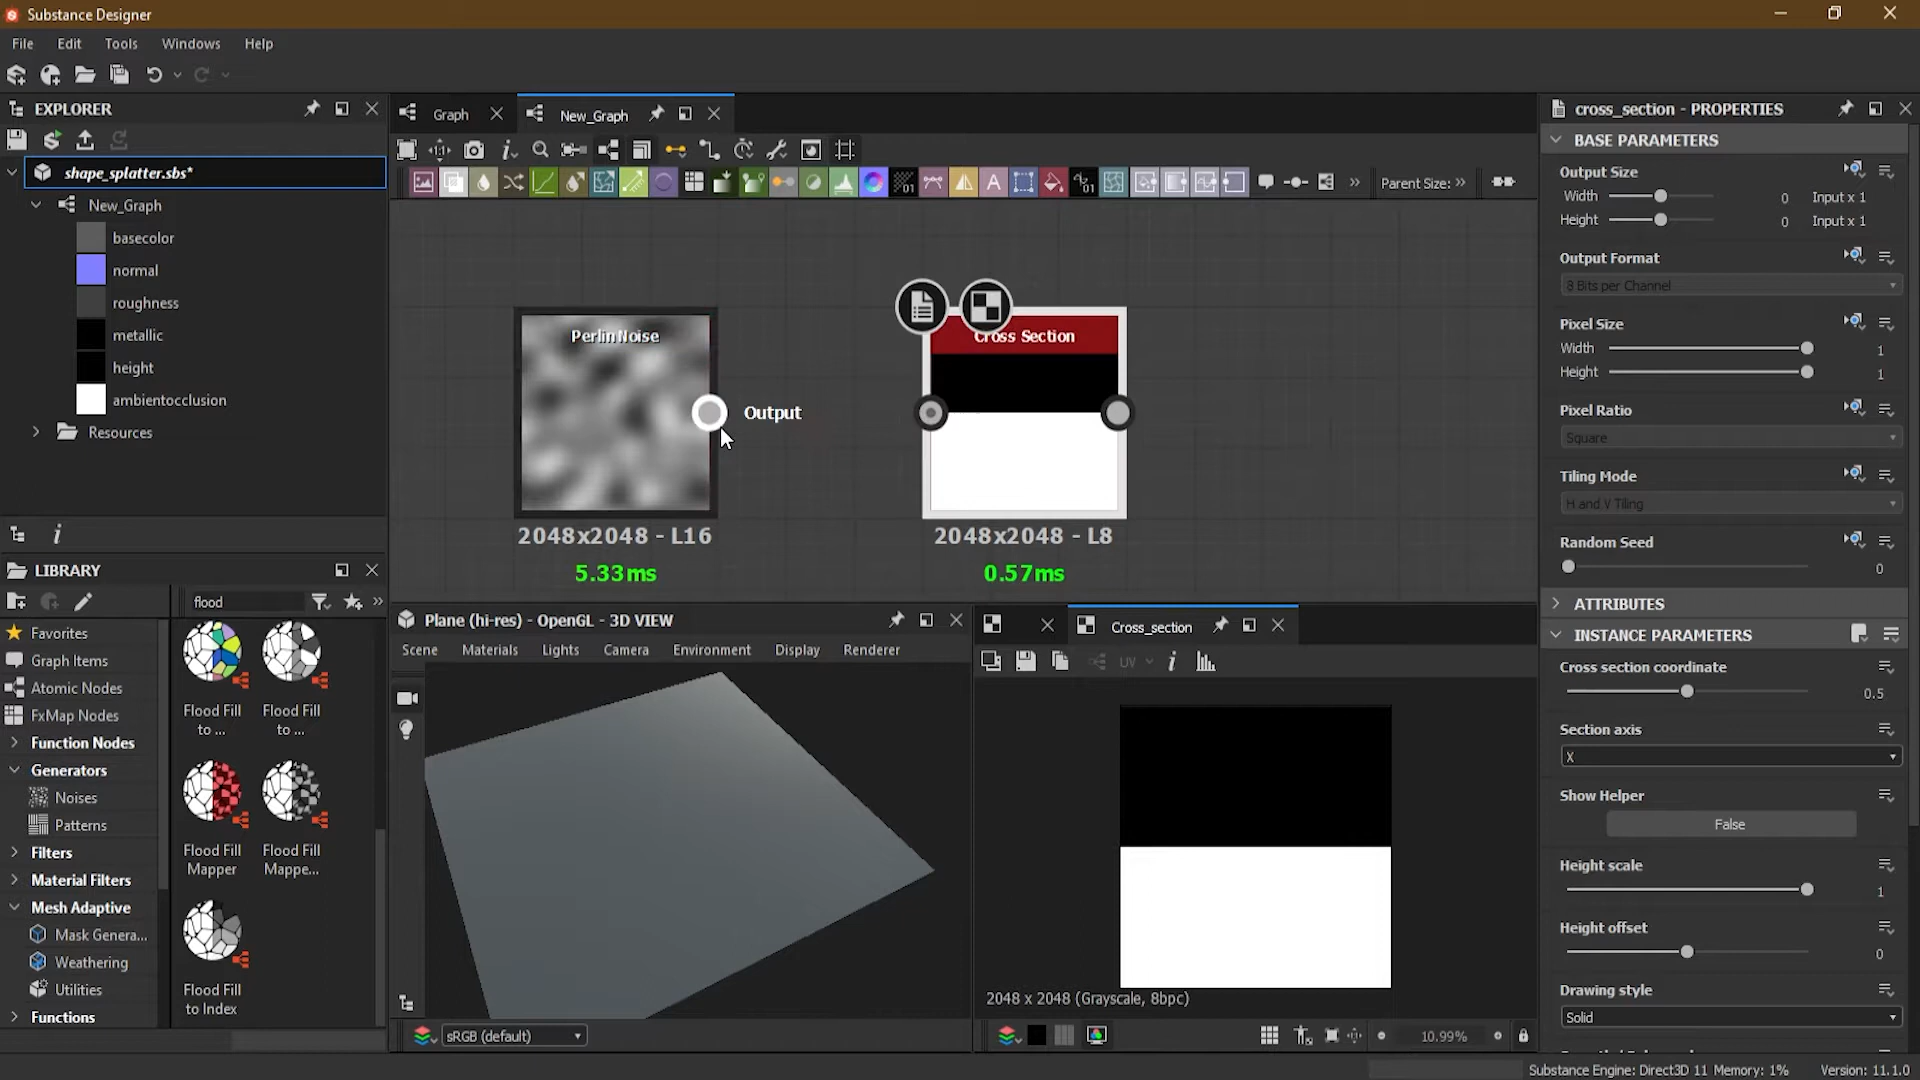 Substance Designer
File Edit Tools Windows Help
EXPLORER
shape_splatter.sbs*
New_Graph
basecolor
normal
roughness
metallic
height
ambientocclusion
Resources
LIBRARY
flood
Favorites
Graph Items
Atomic Nodes
FxMap Nodes
Function Nodes
Generators
Noises
Patterns
Filters
Material Filters
Mesh Adaptive
Mask Genera...
Weathering
Utilities
Functions
Flood Fill
to ...
Flood Fill
to ...
Flood Fill
Mapper
Flood Fill
Mappe...
Flood Fill
to Index
Graph
New_Graph
Parent Size:
Perlin Noise
Output
2048x2048 - L16
5.33ms
Cross Section
2048x2048 - L8
0.57ms
Plane (hi-res) - OpenGL - 3D VIEW
Scene Materials Lights Camera Environment Display Renderer
sRGB (default)
Cross_section
UV
2048 x 2048 (Grayscale, 8bpc)
10.99%
cross_section - PROPERTIES
BASE PARAMETERS
Output Size
Width 0 Input x 1
Height 0 Input x 1
Output Format
8 Bits per Channel
Pixel Size
Width 1
Height 1
Pixel Ratio
Square
Tiling Mode
H and V Tiling
Random Seed
0
ATTRIBUTES
INSTANCE PARAMETERS
Cross section coordinate
0.5
Section axis
X
Show Helper
False
Height scale
1
Height offset
0
Drawing style
Solid
Substance Engine: Direct3D 11 Memory: 1% Version: 11.1.0